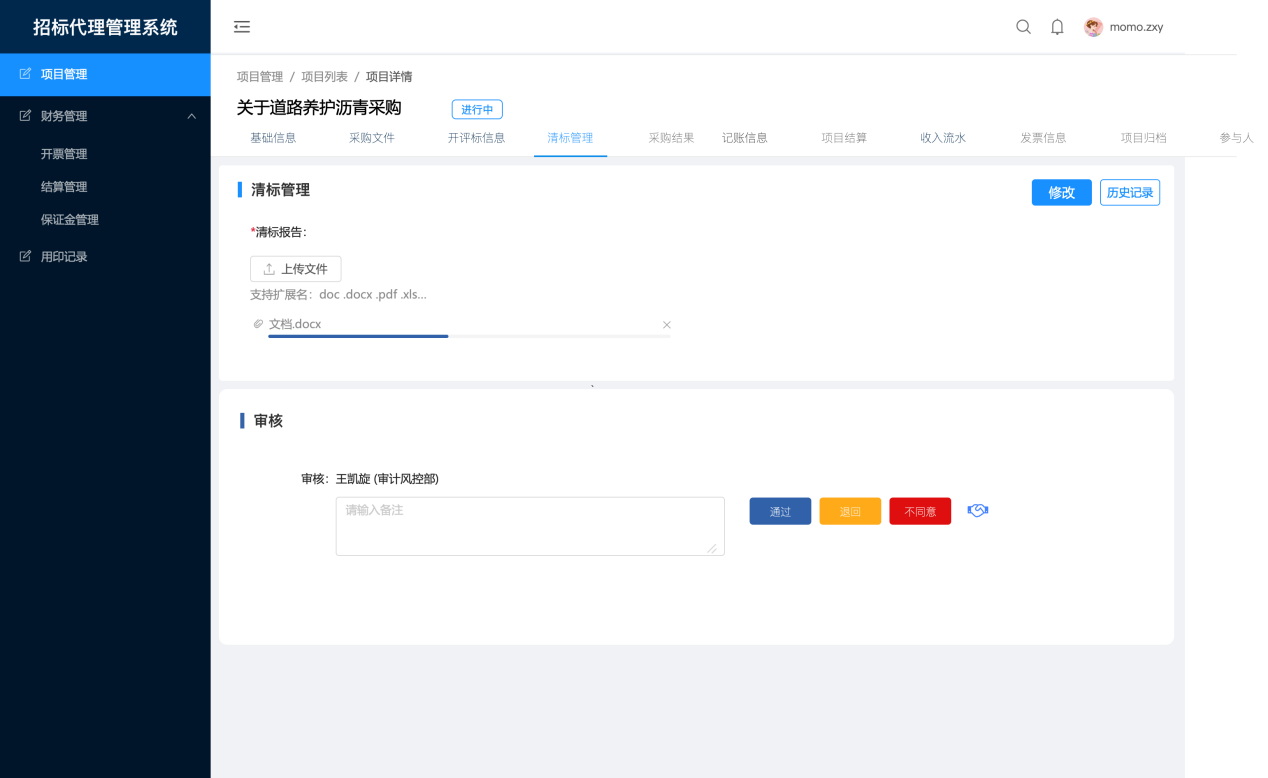 招标代理管理系统
momo.zxy
项目管理
财务管理
开票管理
结算管理
保证金管理
用印记录
项目管理 / 项目列表 / 项目详情
关于道路养护沥青采购 进行中
基础信息 采购文件 开评标信息 清标管理 采购结果 记账信息 项目结算 收入流水 发票信息 项目归档 参与人
清标管理 修改 历史记录
*清标报告：
上传文件
支持扩展名：doc .docx .pdf .xls...
文档.docx
、
审核
审核： 王凯旋 (审计风控部)
请输入备注 通过 退回 不同意